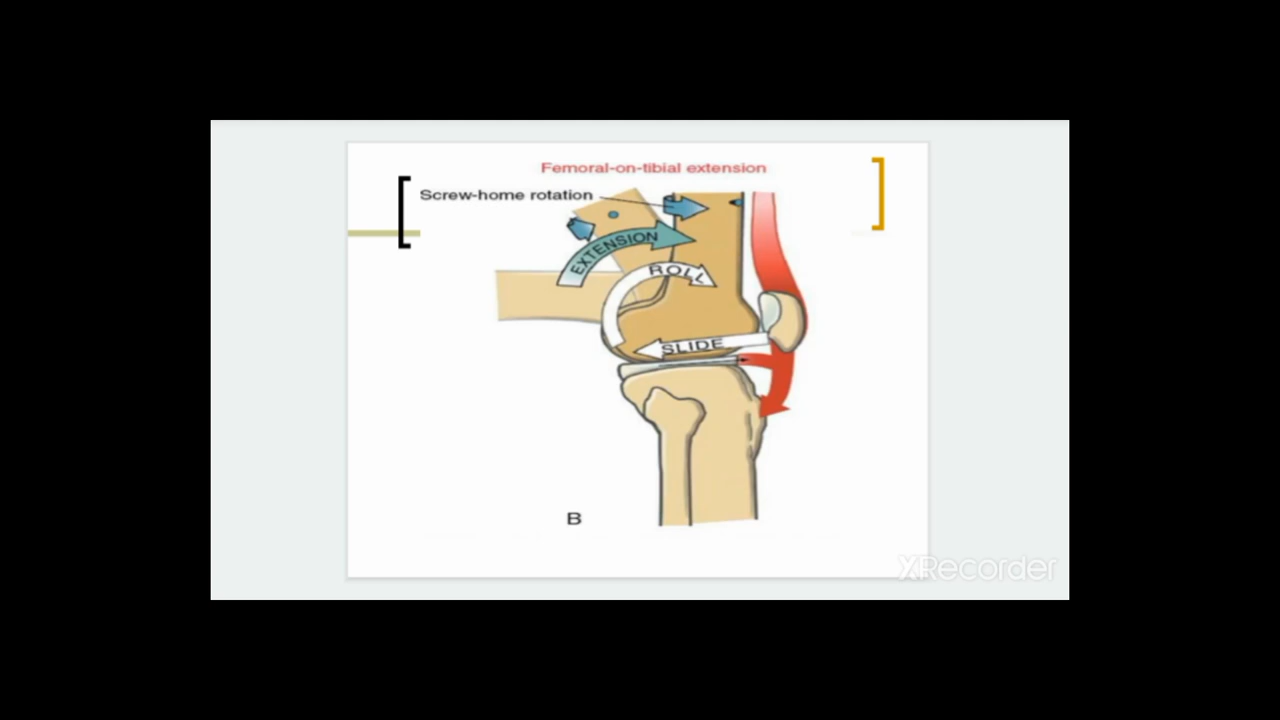 Femoral-on-tibial extension
Screw-home rotation
EXTENSION
ROLL
SLIDE
B
XRecorder